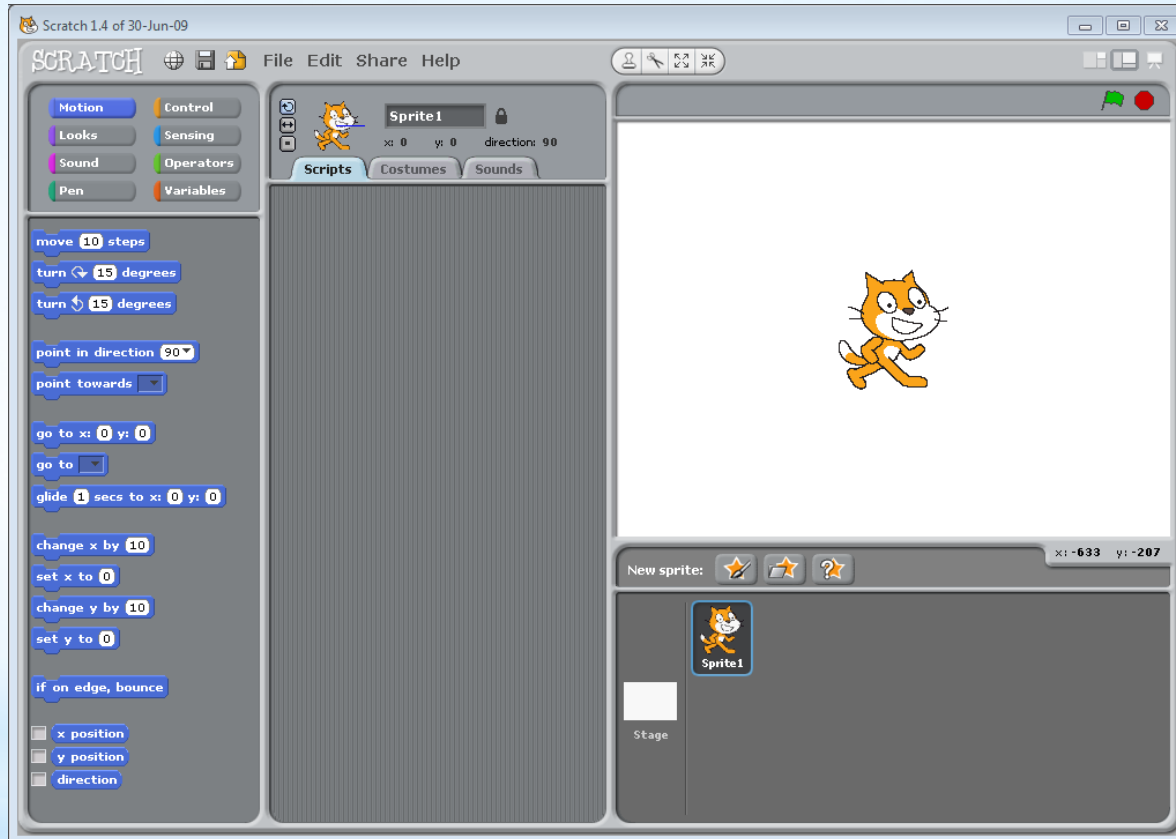 Scratch 1.4 of 30-Jun-09
SCRATCH File Edit Share Help
Motion Control
Looks Sensing
Sound Operators
Pen Variables
move 10 steps
turn 15 degrees
turn 15 degrees
point in direction 90
point towards
go to x: 0 y: 0
go to
glide 1 secs to x: 0 y: 0
change x by 10
set x to 0
change y by 10
set y to 0
if on edge, bounce
x position
y position
direction
Sprite1
x: 0 y: 0 direction: 90
Scripts Costumes Sounds
x: -633 y: -207
New sprite:
Sprite1
Stage